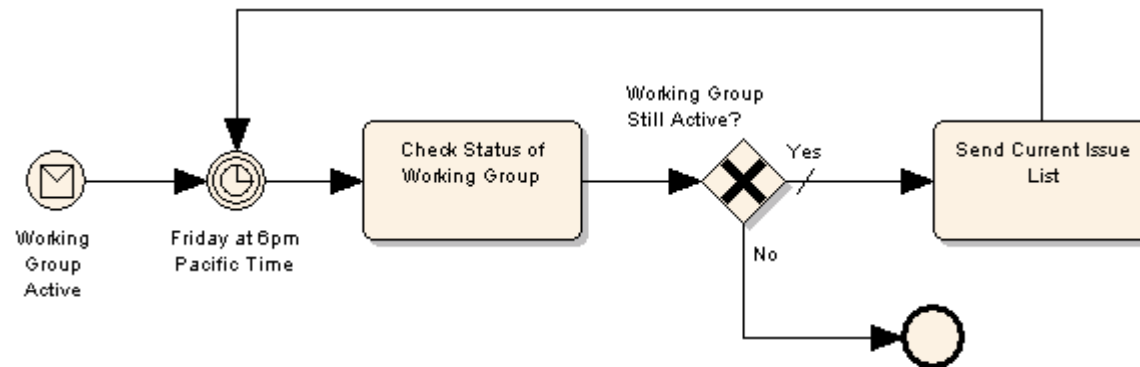 Working
Group
Active
Friday at 6pm
Pacific Time
Check Status of
Working Group
Working Group
Still Active?
Yes
No
Send Current Issue
List